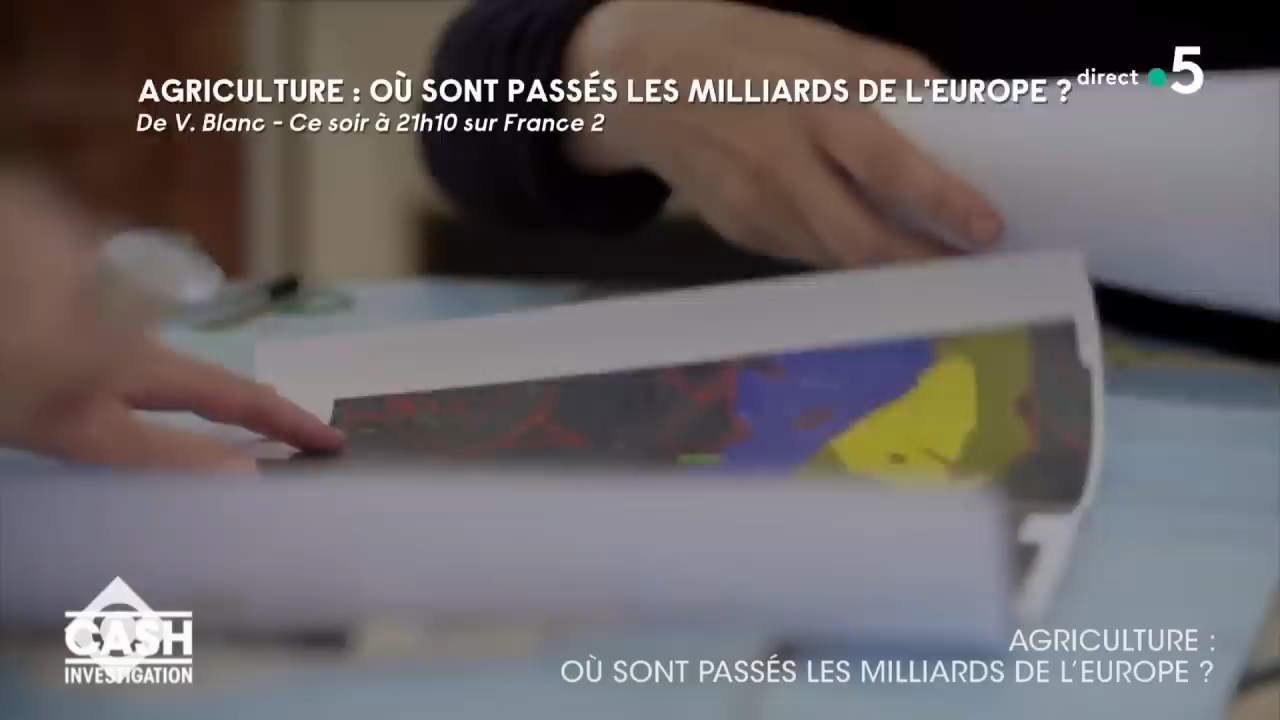 AGRICULTURE : OÙ SONT PASSÉS LES MILLIARDS DE L'EUROPE ?
De V. Blanc - Ce soir à 21h10 sur France 2
direct 5
CASH
INVESTIGATION
AGRICULTURE :
OÙ SONT PASSÉS LES MILLIARDS DE L’EUROPE ?